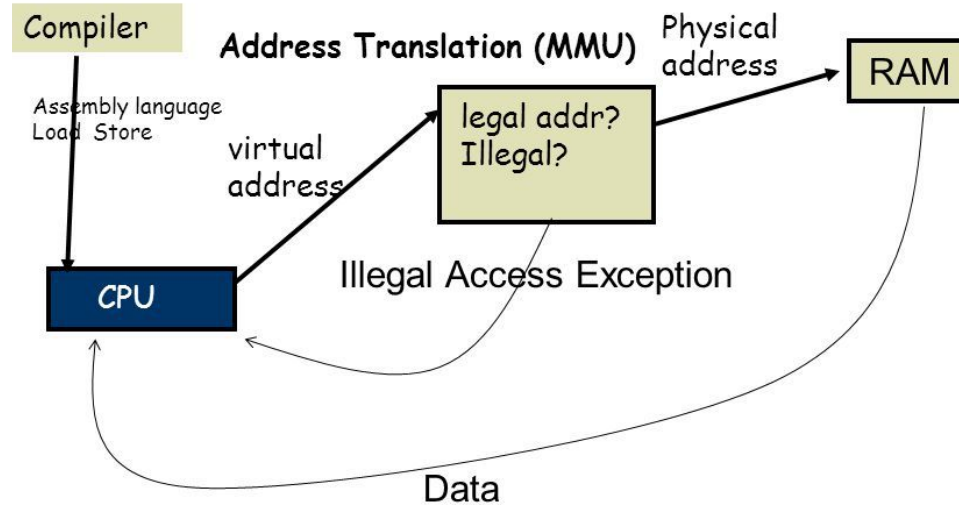 Compiler
Address Translation (MMU)
Physical
address
RAM
Assembly language
Load Store
virtual
address
legal addr?
Illegal?
Illegal Access Exception
CPU
Data